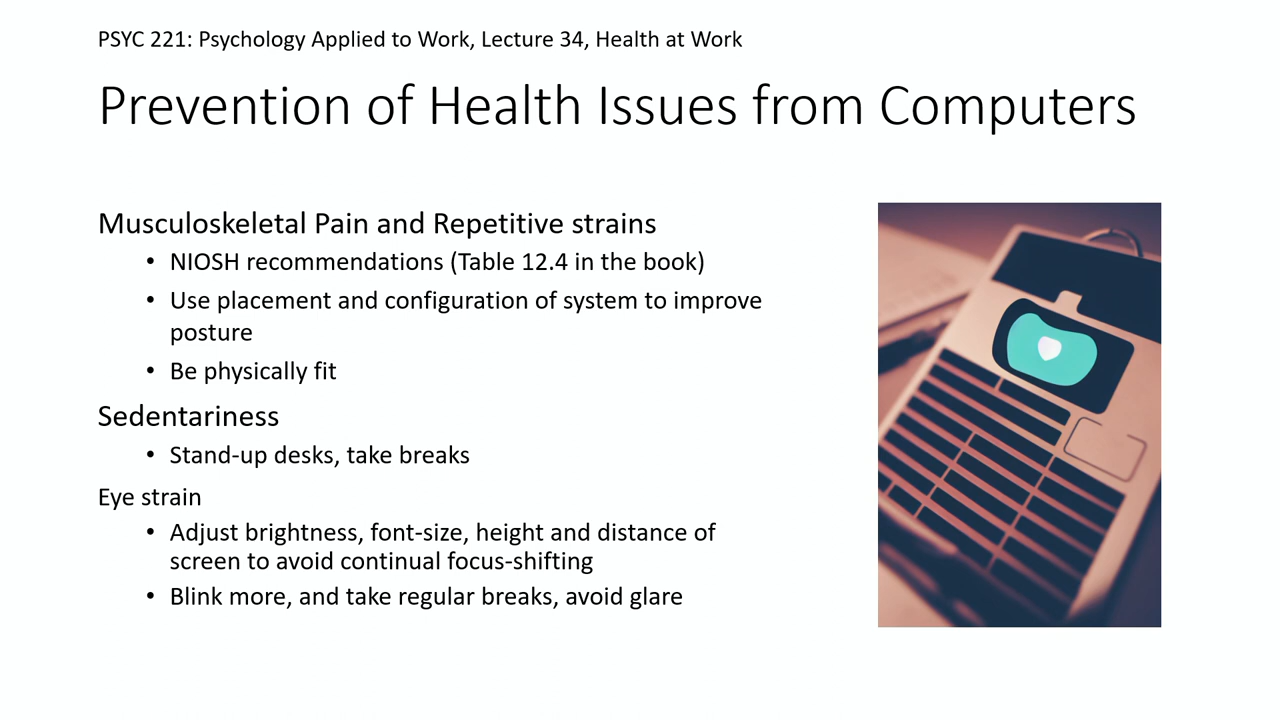 PSYC 221: Psychology Applied to Work, Lecture 34, Health at Work
Prevention of Health Issues from Computers
Musculoskeletal Pain and Repetitive strains
• NIOSH recommendations (Table 12.4 in the book)
• Use placement and configuration of system to improve
posture
• Be physically fit
Sedentariness
• Stand-up desks, take breaks
Eye strain
• Adjust brightness, font-size, height and distance of
screen to avoid continual focus-shifting
• Blink more, and take regular breaks, avoid glare